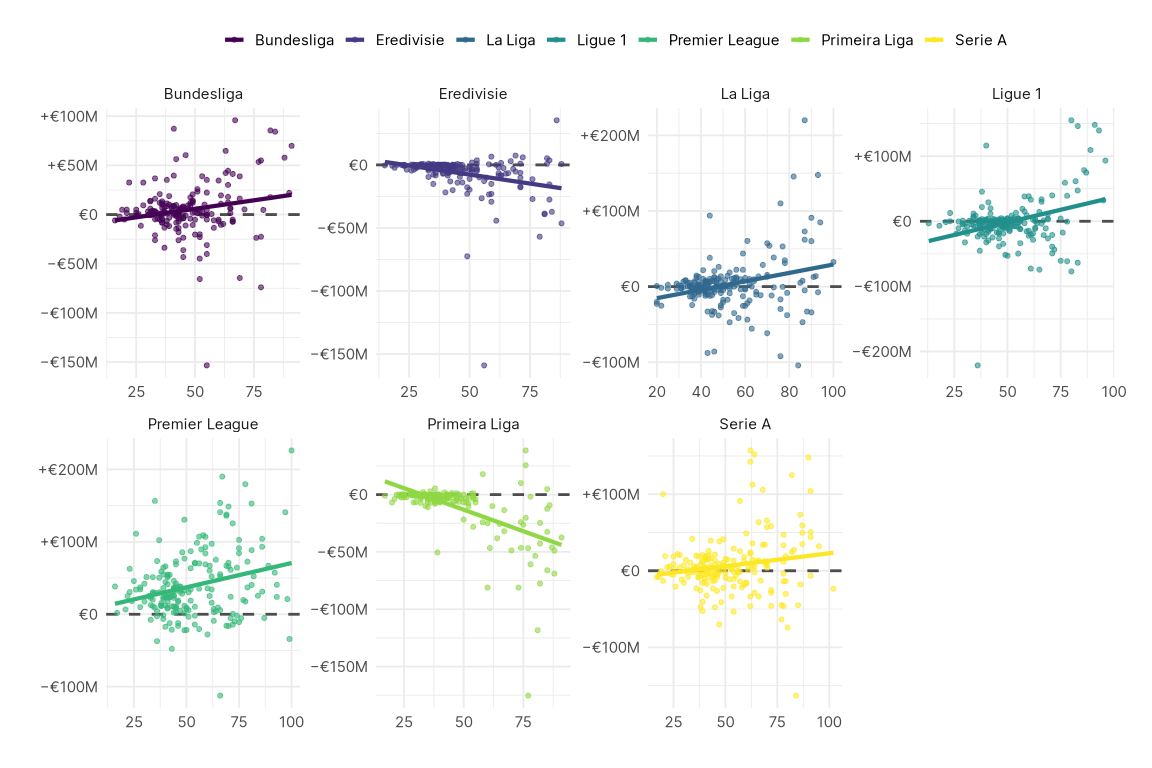 Bundesliga Eredivisie La Liga Ligue 1 Premier League Primeira Liga Serie A
Bundesliga
+€100M
+€50M
€0
−€50M
−€100M
−€150M
25 50 75
Eredivisie
€0
−€50M
−€100M
−€150M
25 50 75
La Liga
+€200M
+€100M
€0
−€100M
20 40 60 80 100
Ligue 1
+€100M
€0
−€100M
−€200M
25 50 75 100
Premier League
+€200M
+€100M
€0
−€100M
25 50 75 100
Primeira Liga
€0
−€50M
−€100M
−€150M
25 50 75
Serie A
+€100M
€0
−€100M
25 50 75 100